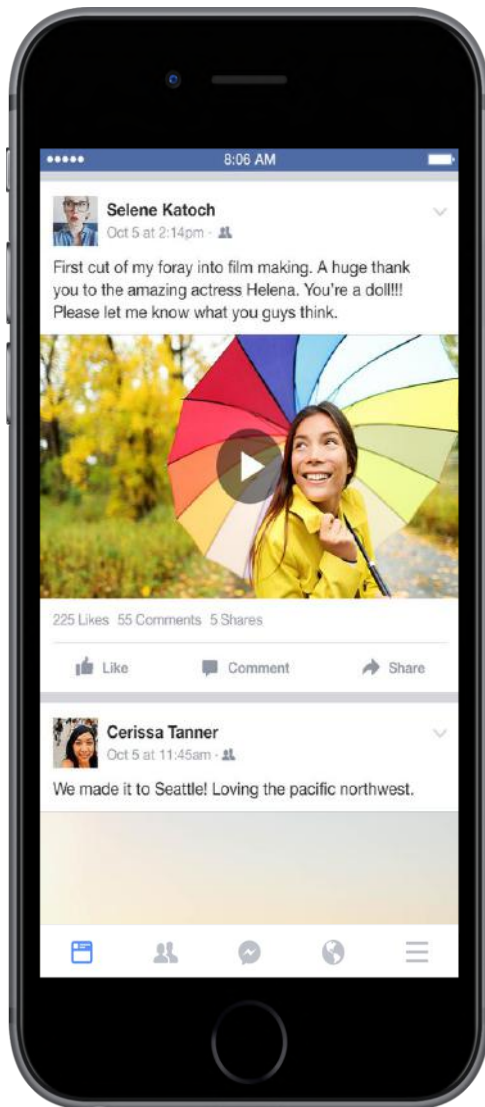 8:06 AM
Selene Katoch
Oct 5 at 2:14pm ·
First cut of my foray into film making. A huge thank
you to the amazing actress Helena. You're a doll!!!
Please let me know what you guys think.
225 Likes 55 Comments 5 Shares
Like Comment Share
Cerissa Tanner
Oct 5 at 11:45am ·
We made it to Seattle! Loving the pacific northwest.